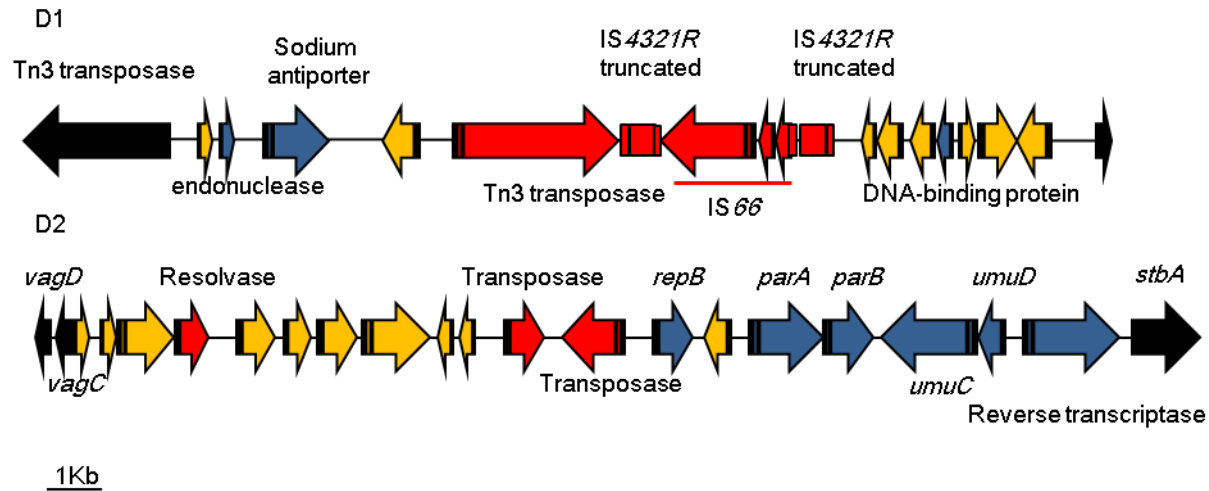 D1
Tn3 transposase
Sodium
antiporter
IS4321R
truncated
IS4321R
truncated
endonuclease
Tn3 transposase
IS66
DNA-binding protein
D2
vagD
Resolvase
Transposase
repB
parA
parB
umuD
stbA
vagC
Transposase
umuC
Reverse transcriptase
1Kb